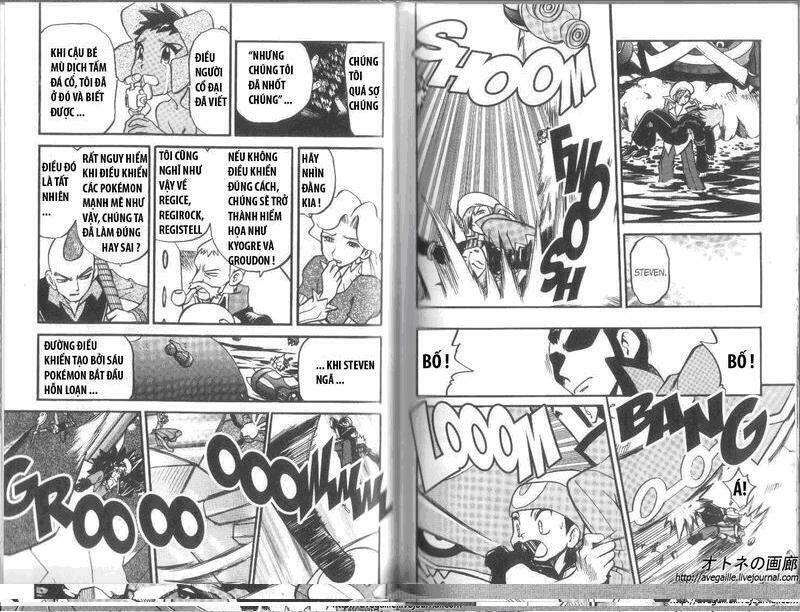 SHOOM
FWOOSH
STEVEN.
BỐ !
BỐ !
BANG
Á!
LOOOM
オトネの画廊
http://avegaille.livejournal.com
CHÚNG
TÔI
QUÁ SỢ
CHÚNG
"NHƯNG
CHÚNG TÔI
ĐÃ NHỐT
CHÚNG" ...
ĐIỀU
NGƯỜI
CỔ ĐẠI
ĐÃ VIẾT
KHI CẬU BÉ
MÙ DỊCH TẤM
ĐÁ CỔ, TÔI ĐÃ
Ở ĐÓ VÀ BIẾT
ĐƯỢC ...
HÃY
NHÌN
ĐẰNG
KIA !
NẾU KHÔNG
ĐIỀU KHIỂN
ĐÚNG CÁCH,
CHÚNG SẼ TRỞ
THÀNH HIỂM
HỌA NHƯ
KYOGRE VÀ
GROUDON !
TÔI CŨNG
NGHĨ NHƯ
VẬY VỀ
REGICE,
REGIROCK,
REGISTELL
RẤT NGUY HIỂM
KHI ĐIỀU KHIỂN
CÁC POKÉMON
MẠNH MẼ NHƯ
VẬY, CHÚNG TA
ĐÃ LÀM ĐÚNG
HAY SAI ?
ĐIỀU ĐÓ
LÀ TẤT
NHIÊN
...
... KHI STEVEN
NGÃ ...
ĐƯỜNG ĐIỀU
KHIỂN TẠO BỞI SÁU
POKÉMON BẮT ĐẦU
HỖN LOẠN ...
GROOOO
OOOWWWW
http://avegaille.livejournal.com